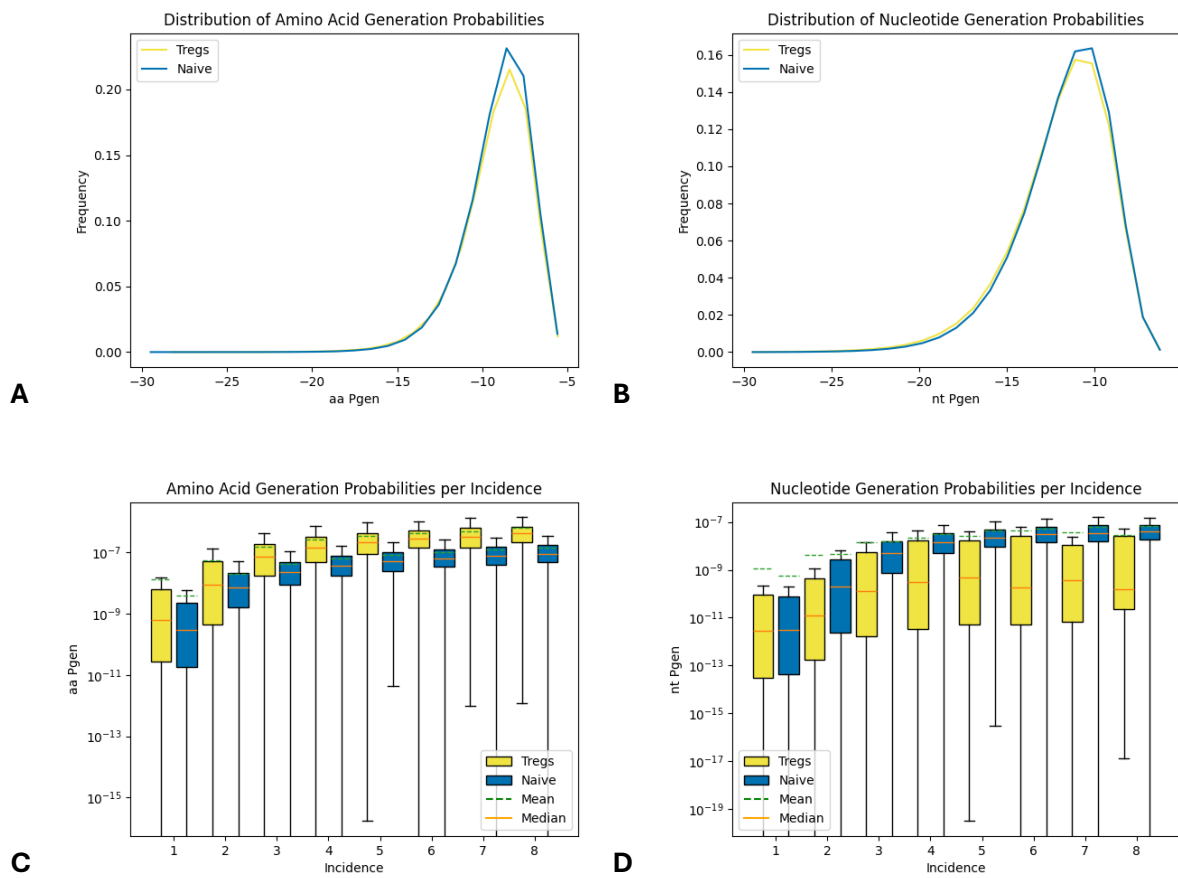 Distribution of Amino Acid Generation Probabilities
Tregs
Naive
0.20
0.15
0.10
0.05
0.00
Frequency
−30
−25
−20
−15
−10
−5
aa Pgen
A
Distribution of Nucleotide Generation Probabilities
Tregs
Naive
0.16
0.14
0.12
0.10
0.08
0.06
0.04
0.02
0.00
Frequency
−30
−25
−20
−15
−10
nt Pgen
B
Amino Acid Generation Probabilities per Incidence
10⁻⁷
10⁻⁹
10⁻¹¹
10⁻¹³
10⁻¹⁵
aa Pgen
Tregs
Naive
Mean
Median
1 2 3 4 5 6 7 8
Incidence
C
Nucleotide Generation Probabilities per Incidence
10⁻⁷
10⁻⁹
10⁻¹¹
10⁻¹³
10⁻¹⁵
10⁻¹⁷
10⁻¹⁹
nt Pgen
Tregs
Naive
Mean
Median
1 2 3 4 5 6 7 8
Incidence
D